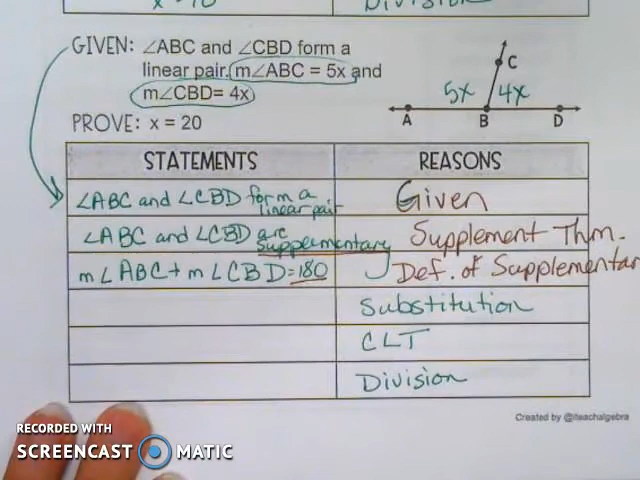 x = 10
Division
GIVEN: ∠ABC and ∠CBD form a
linear pair. m∠ABC = 5x and
m∠CBD= 4x
PROVE: x = 20
5x
4x
C
A
B
D
STATEMENTS
REASONS
∠ABC and ∠CBD form a
linear pair
Given
∠ABC and ∠CBD are
supplementary
Supplement Thm.
m∠ABC + m∠CBD = 180
Def. of Supplementar
Substitution
CLT
Division
Created by @iteachalgebra
RECORDED WITH
SCREENCAST MATIC